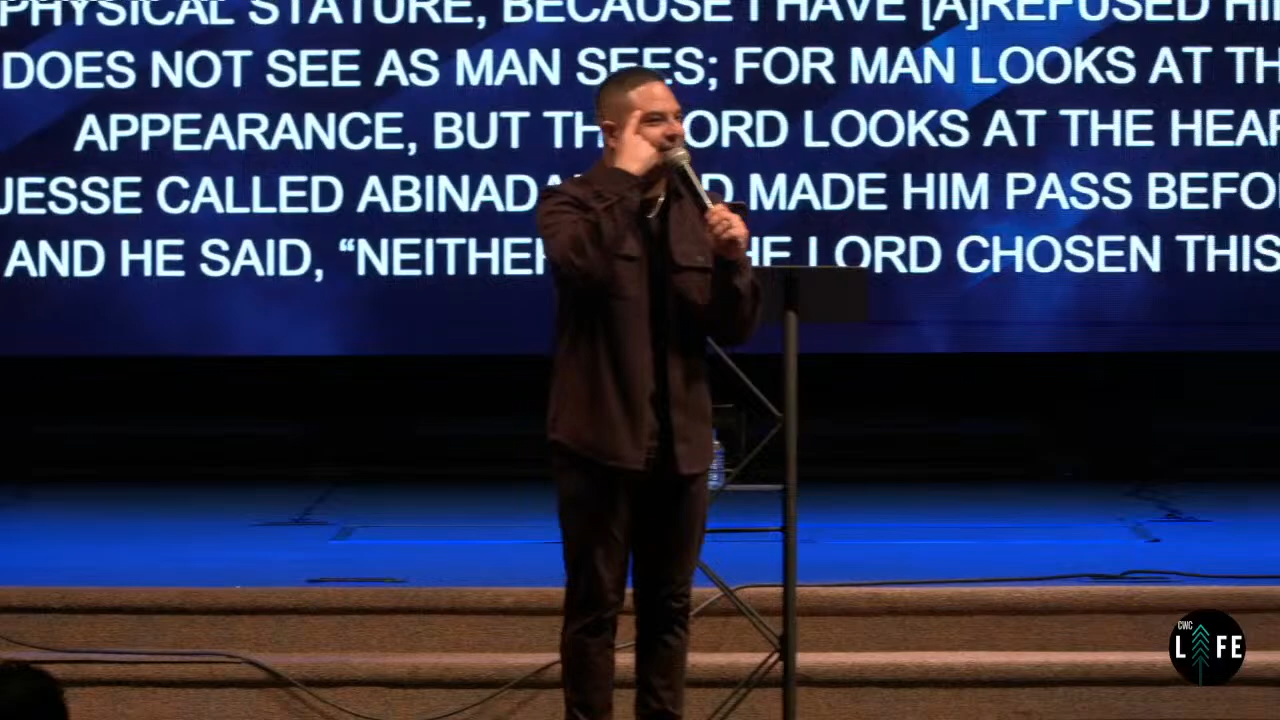 PHYSICAL STATURE, BECAUSE I HAVE [A]REFUSED HI
DOES NOT SEE AS MAN SEES; FOR MAN LOOKS AT TH
APPEARANCE, BUT TH ORD LOOKS AT THE HEAR
JESSE CALLED ABINADA D MADE HIM PASS BEFO
AND HE SAID, “NEITHER HE LORD CHOSEN THIS
CWC
LIFE